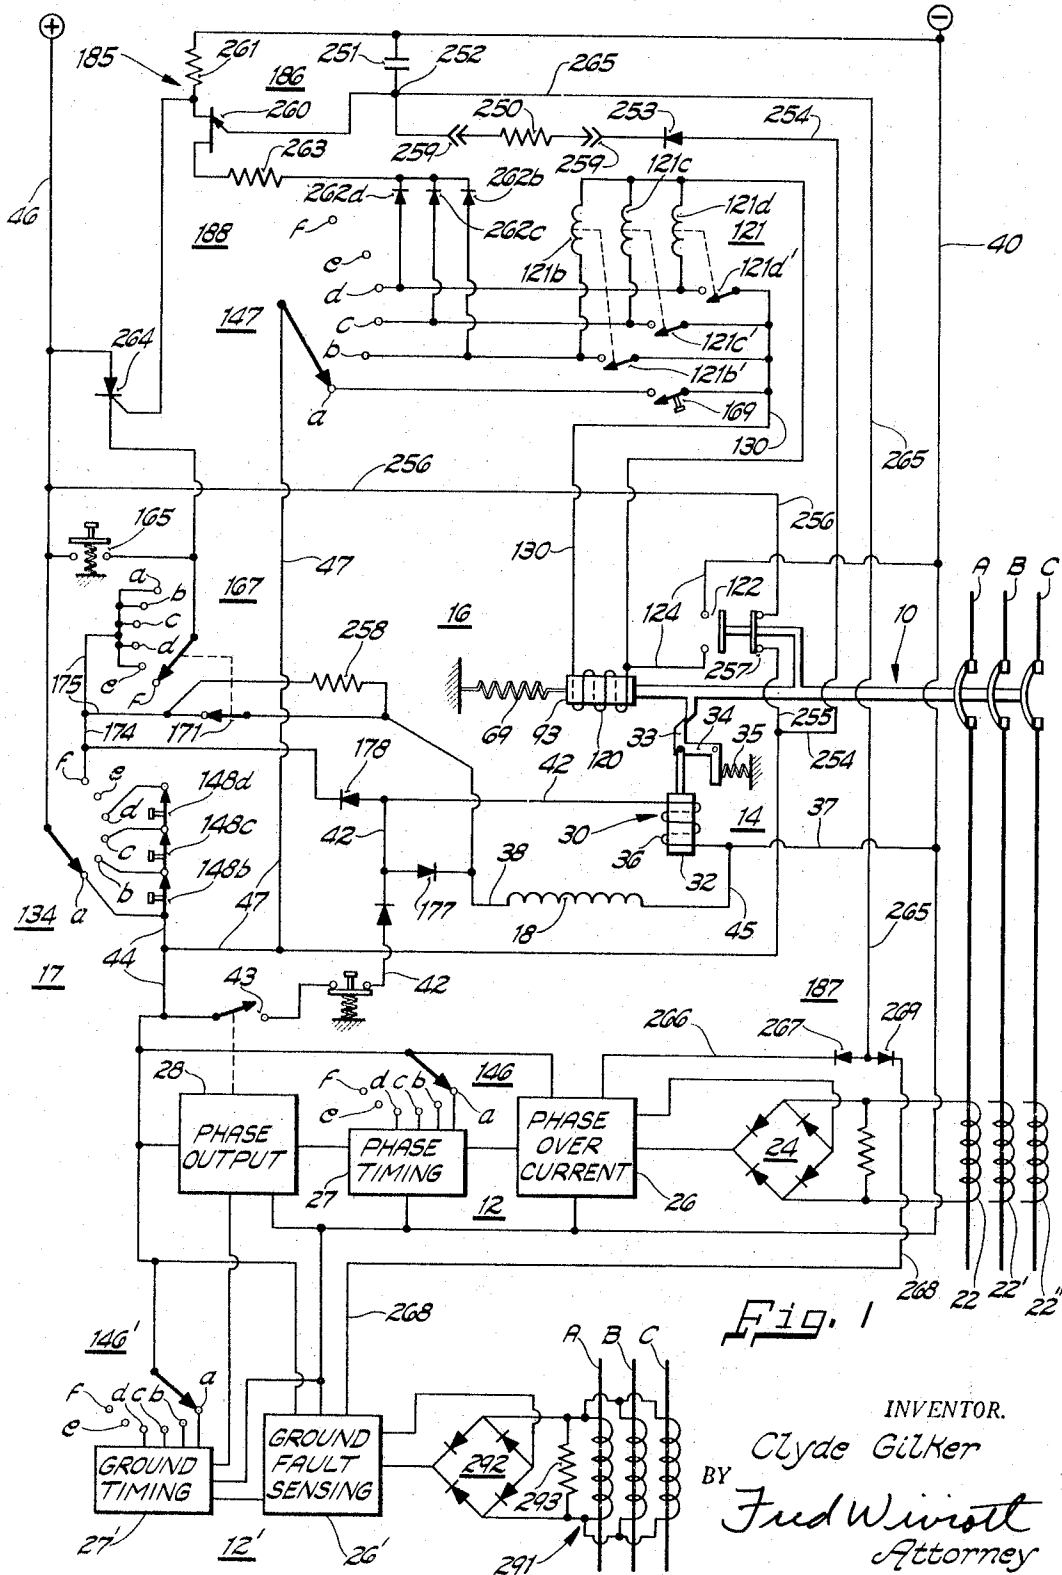 +
−
261
251
252
265
185
186
260
250
253
254
263
259
259
121c
262d
262b
121d
46
188
f
262c
121
e
121b
121d'
40
d
147
c
121c'
264
b
121b'
a
169
130
265
256
256
165
47
130
A B C
a
b
167
c
124
122
10
d
16
258
e
257
f
175
255
174
171
69
93
120
33
34
35
254
f
e
178
42
148d
d
30
14
37
148c
42
36
c
38
32
148b
b
177
265
134
a
47
18
45
44
17
43
42
187
266
267
269
28
f d c b
146
e
a
PHASE
OUTPUT
PHASE
TIMING
PHASE
OVER
CURRENT
24
27
12
26
268
268
22 22' 22"
Fig. 1
146'
A B C
f d c b a
e
INVENTOR.
Clyde Gilker
GROUND
TIMING
GROUND
FAULT
SENSING
292
293
BY
Fred Wiviott
Attorney
27'
12'
26'
291